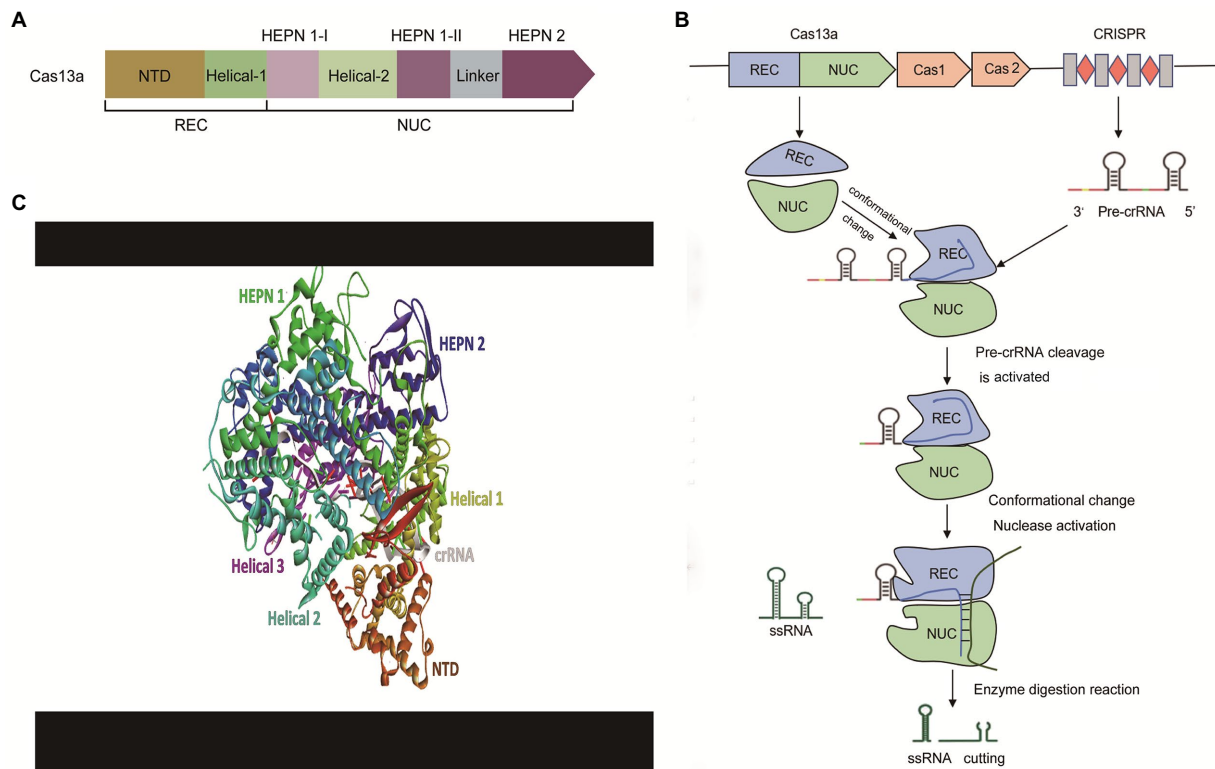 A
HEPN 1-I
HEPN 1-II
HEPN 2
Cas13a
NTD
Helical-1
Helical-2
Linker
REC
NUC
B
Cas13a
CRISPR
REC
NUC
Cas1
Cas 2
REC
NUC
conformational
change
3‘ Pre-crRNA 5’
REC
NUC
Pre-crRNA cleavage
is activated
REC
NUC
Conformational change
Nuclease activation
REC
NUC
ssRNA
Enzyme digestion reaction
ssRNA cutting
C
HEPN 1
HEPN 2
Helical 1
crRNA
Helical 3
Helical 2
NTD